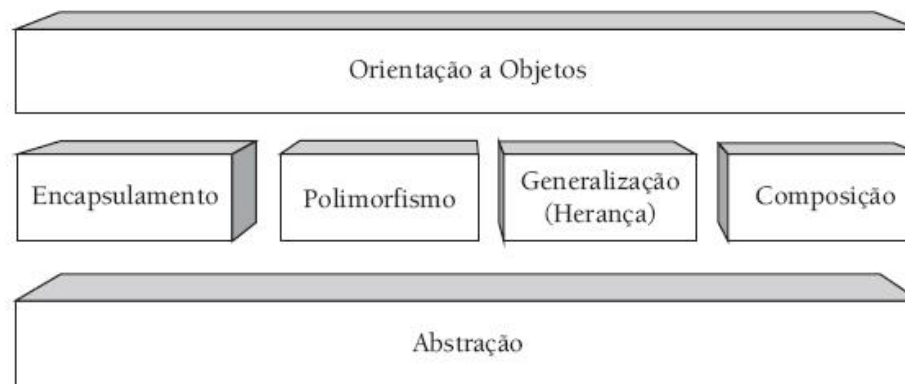 Orientação a Objetos
Encapsulamento
Polimorfismo
Generalização
(Herança)
Composição
Abstração